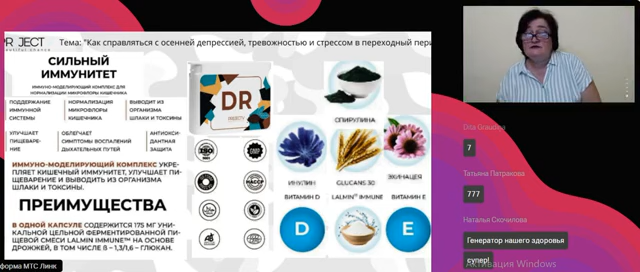 Тема: "Как справляться с осенней депрессией, тревожностью и стрессом в переходный пери
СИЛЬНЫЙ
ИММУНИТЕТ
ИММУНО-МОДЕЛИРУЮЩИЙ КОМПЛЕКС ДЛЯ
НОРМАЛИЗАЦИИ МИКРОФЛОРЫ КИШЕЧНИКА
ПОДДЕРЖАНИЕ
ИММУННОЙ
СИСТЕМЫ
НОРМАЛИЗАЦИЯ
МИКРОФЛОРЫ
КИШЕЧНИКА
ВЫВОДИТ ИЗ
ОРГАНИЗМА
ШЛАКИ И ТОКСИНЫ
УЛУЧШАЕТ
ПИЩЕВАРЕ-
НИЕ
ОБЛЕГЧАЕТ
СИМПТОМЫ ВОСПАЛЕНИЙ
ДЫХАТЕЛЬНЫХ ПУТЕЙ
АНТИОКСИ-
ДАНТНАЯ
ЗАЩИТА
ИММУНО-МОДЕЛИРУЮЩИЙ КОМПЛЕКС УКРЕ-
ПЛЯЕТ КИШЕЧНЫЙ ИММУНИТЕТ, УЛУЧШАЕТ ПИ-
ЩЕВАРЕНИЕ И ВЫВОДИТ ИЗ ОРГАНИЗМА
ШЛАКИ И ТОКСИНЫ.
ПРЕИМУЩЕСТВА
В ОДНОЙ КАПСУЛЕ СОДЕРЖИТСЯ 175 МГ УНИ-
КАЛЬНОЙ ЦЕЛЬНОЙ ФЕРМЕНТИРОВАННОЙ ПИ-
ЩЕВОЙ СМЕСИ LALMIN IMMUNE™ НА ОСНОВЕ
ДРОЖЖЕЙ, В ТОМ ЧИСЛЕ Β – 1,3/1,6 – ГЛЮКАН.
форма МТС Линк
DR
ISO
HACCP
СПИРУЛИНА
ИНУЛИН
GLUCANS 30
ЭХИНАЦЕЯ
ВИТАМИН D
LALMIN® IMMUNE
ВИТАМИН E
D
E
7
Татьяна Патракова
777
Наталья Скочилова
Генератор нашего здоровья
супер!
Активация Windows